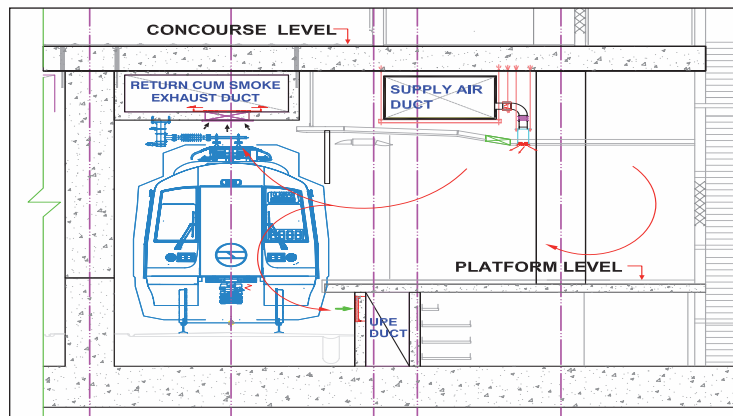 CONCOURSE LEVEL
RETURN CUM SMOKE
EXHAUST DUCT
SUPPLY AIR
DUCT
PLATFORM LEVEL
UPE
DUCT